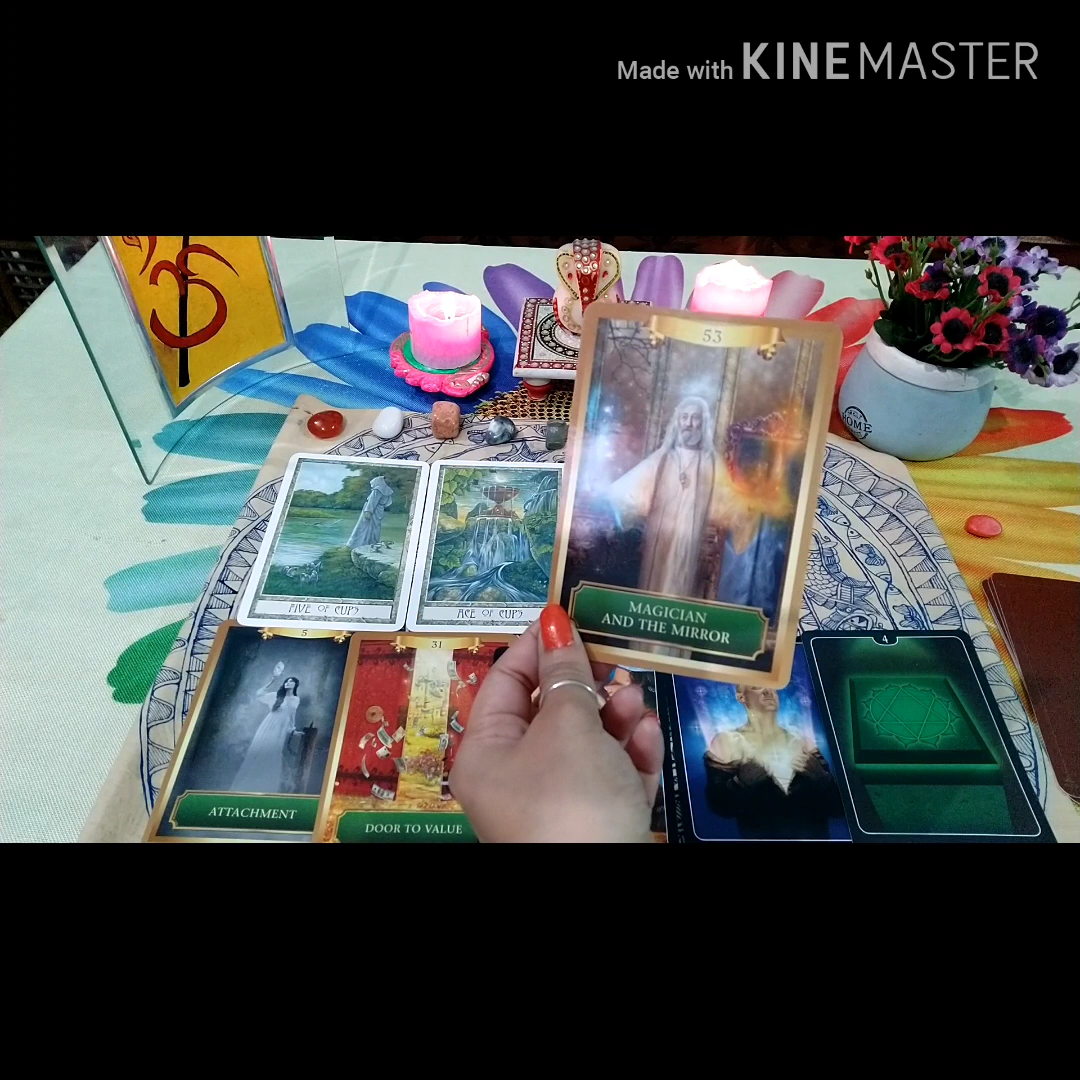 Made with KINEMASTER
53
MAGICIAN
AND THE MIRROR
HOME
FIVE OF CUPS
ACE OF CUPS
5
31
4
ATTACHMENT
DOOR TO VALUE